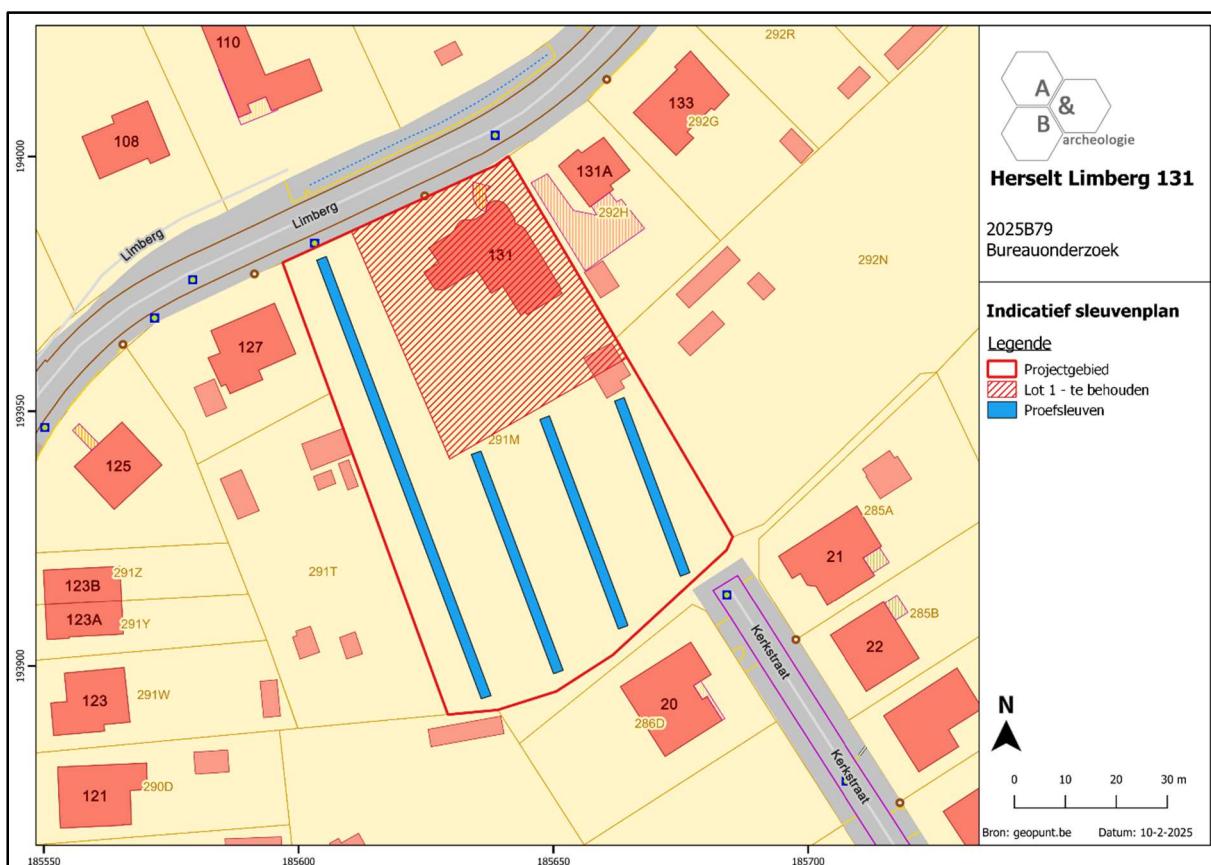 110
292R
108
133
292G
131A
194000
Limberg
292H
Limberg
131
292N
127
193950
291M
125
285A
21
123B
291Z
291T
123A
291Y
285B
22
Kerkstraat
193900
123
291W
20
286D
Kerkstraat
121
290D
185550
185600
185650
185700
A
&
B
archeologie
Herselt Limberg 131
2025B79
Bureauonderzoek
Indicatief sleuvenplan
Legende
Projectgebied
Lot 1 - te behouden
Proefsleuven
N
0 10 20 30 m
Bron: geopunt.be Datum: 10-2-2025